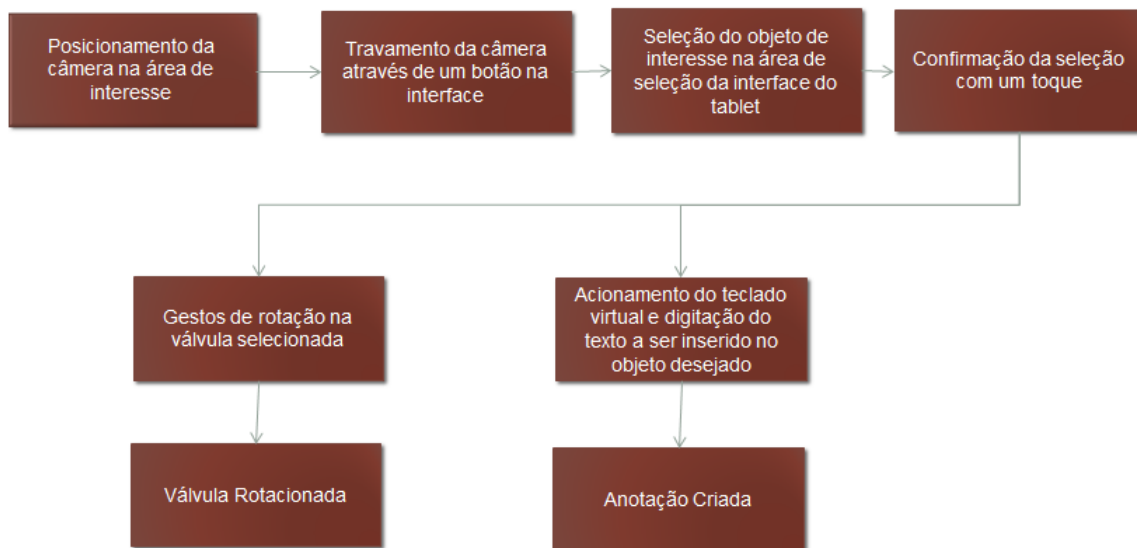 Posicionamento da
câmera na área de
interesse
Travamento da câmera
através de um botão na
interface
Seleção do objeto de
interesse na área de
seleção da interface do
tablet
Confirmação da seleção
com um toque
Gestos de rotação na
válvula selecionada
Acionamento do teclado
virtual e digitação do
texto a ser inserido no
objeto desejado
Válvula Rotacionada
Anotação Criada